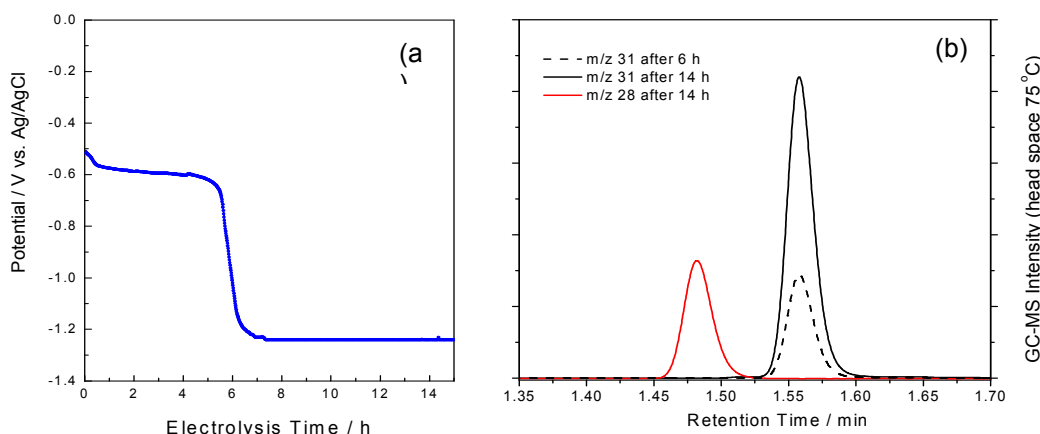 0.0
-0.2
-0.4
-0.6
-0.8
-1.0
-1.2
-1.4
0 2 4 6 8 10 12 14
Potential / V vs. Ag/AgCl
Electrolysis Time / h
(a
)
(b)
m/z 31 after 6 h
m/z 31 after 14 h
m/z 28 after 14 h
1.35 1.40 1.45 1.50 1.55 1.60 1.65 1.70
Retention Time / min
GC-MS Intensity (head space 75 °C)